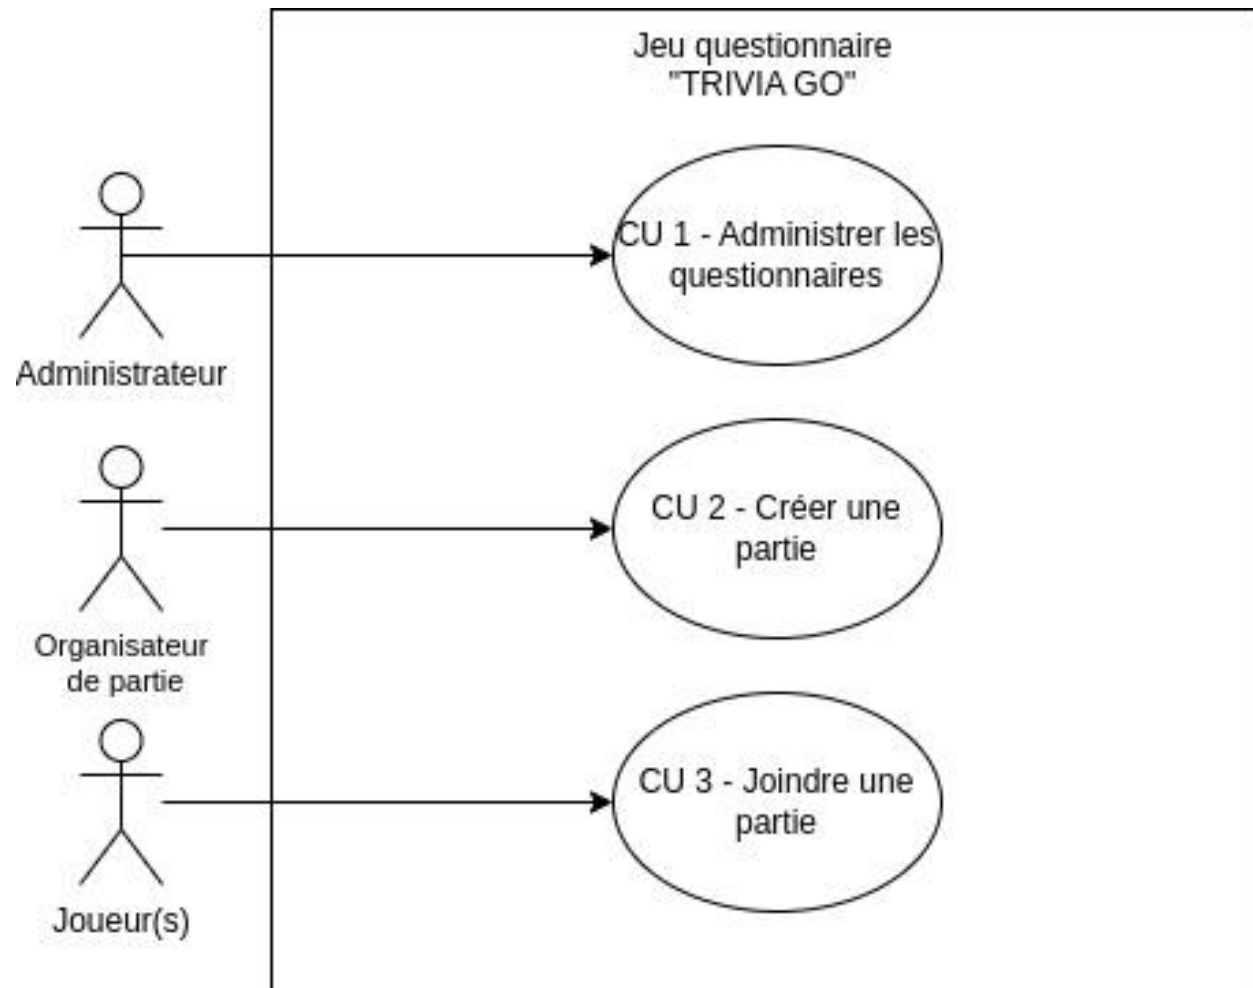 Jeu questionnaire
"TRIVIA GO"
CU 1 - Administrer les
questionnaires
Administrateur
CU 2 - Créer une
partie
Organisateur
de partie
CU 3 - Joindre une
partie
Joueur(s)